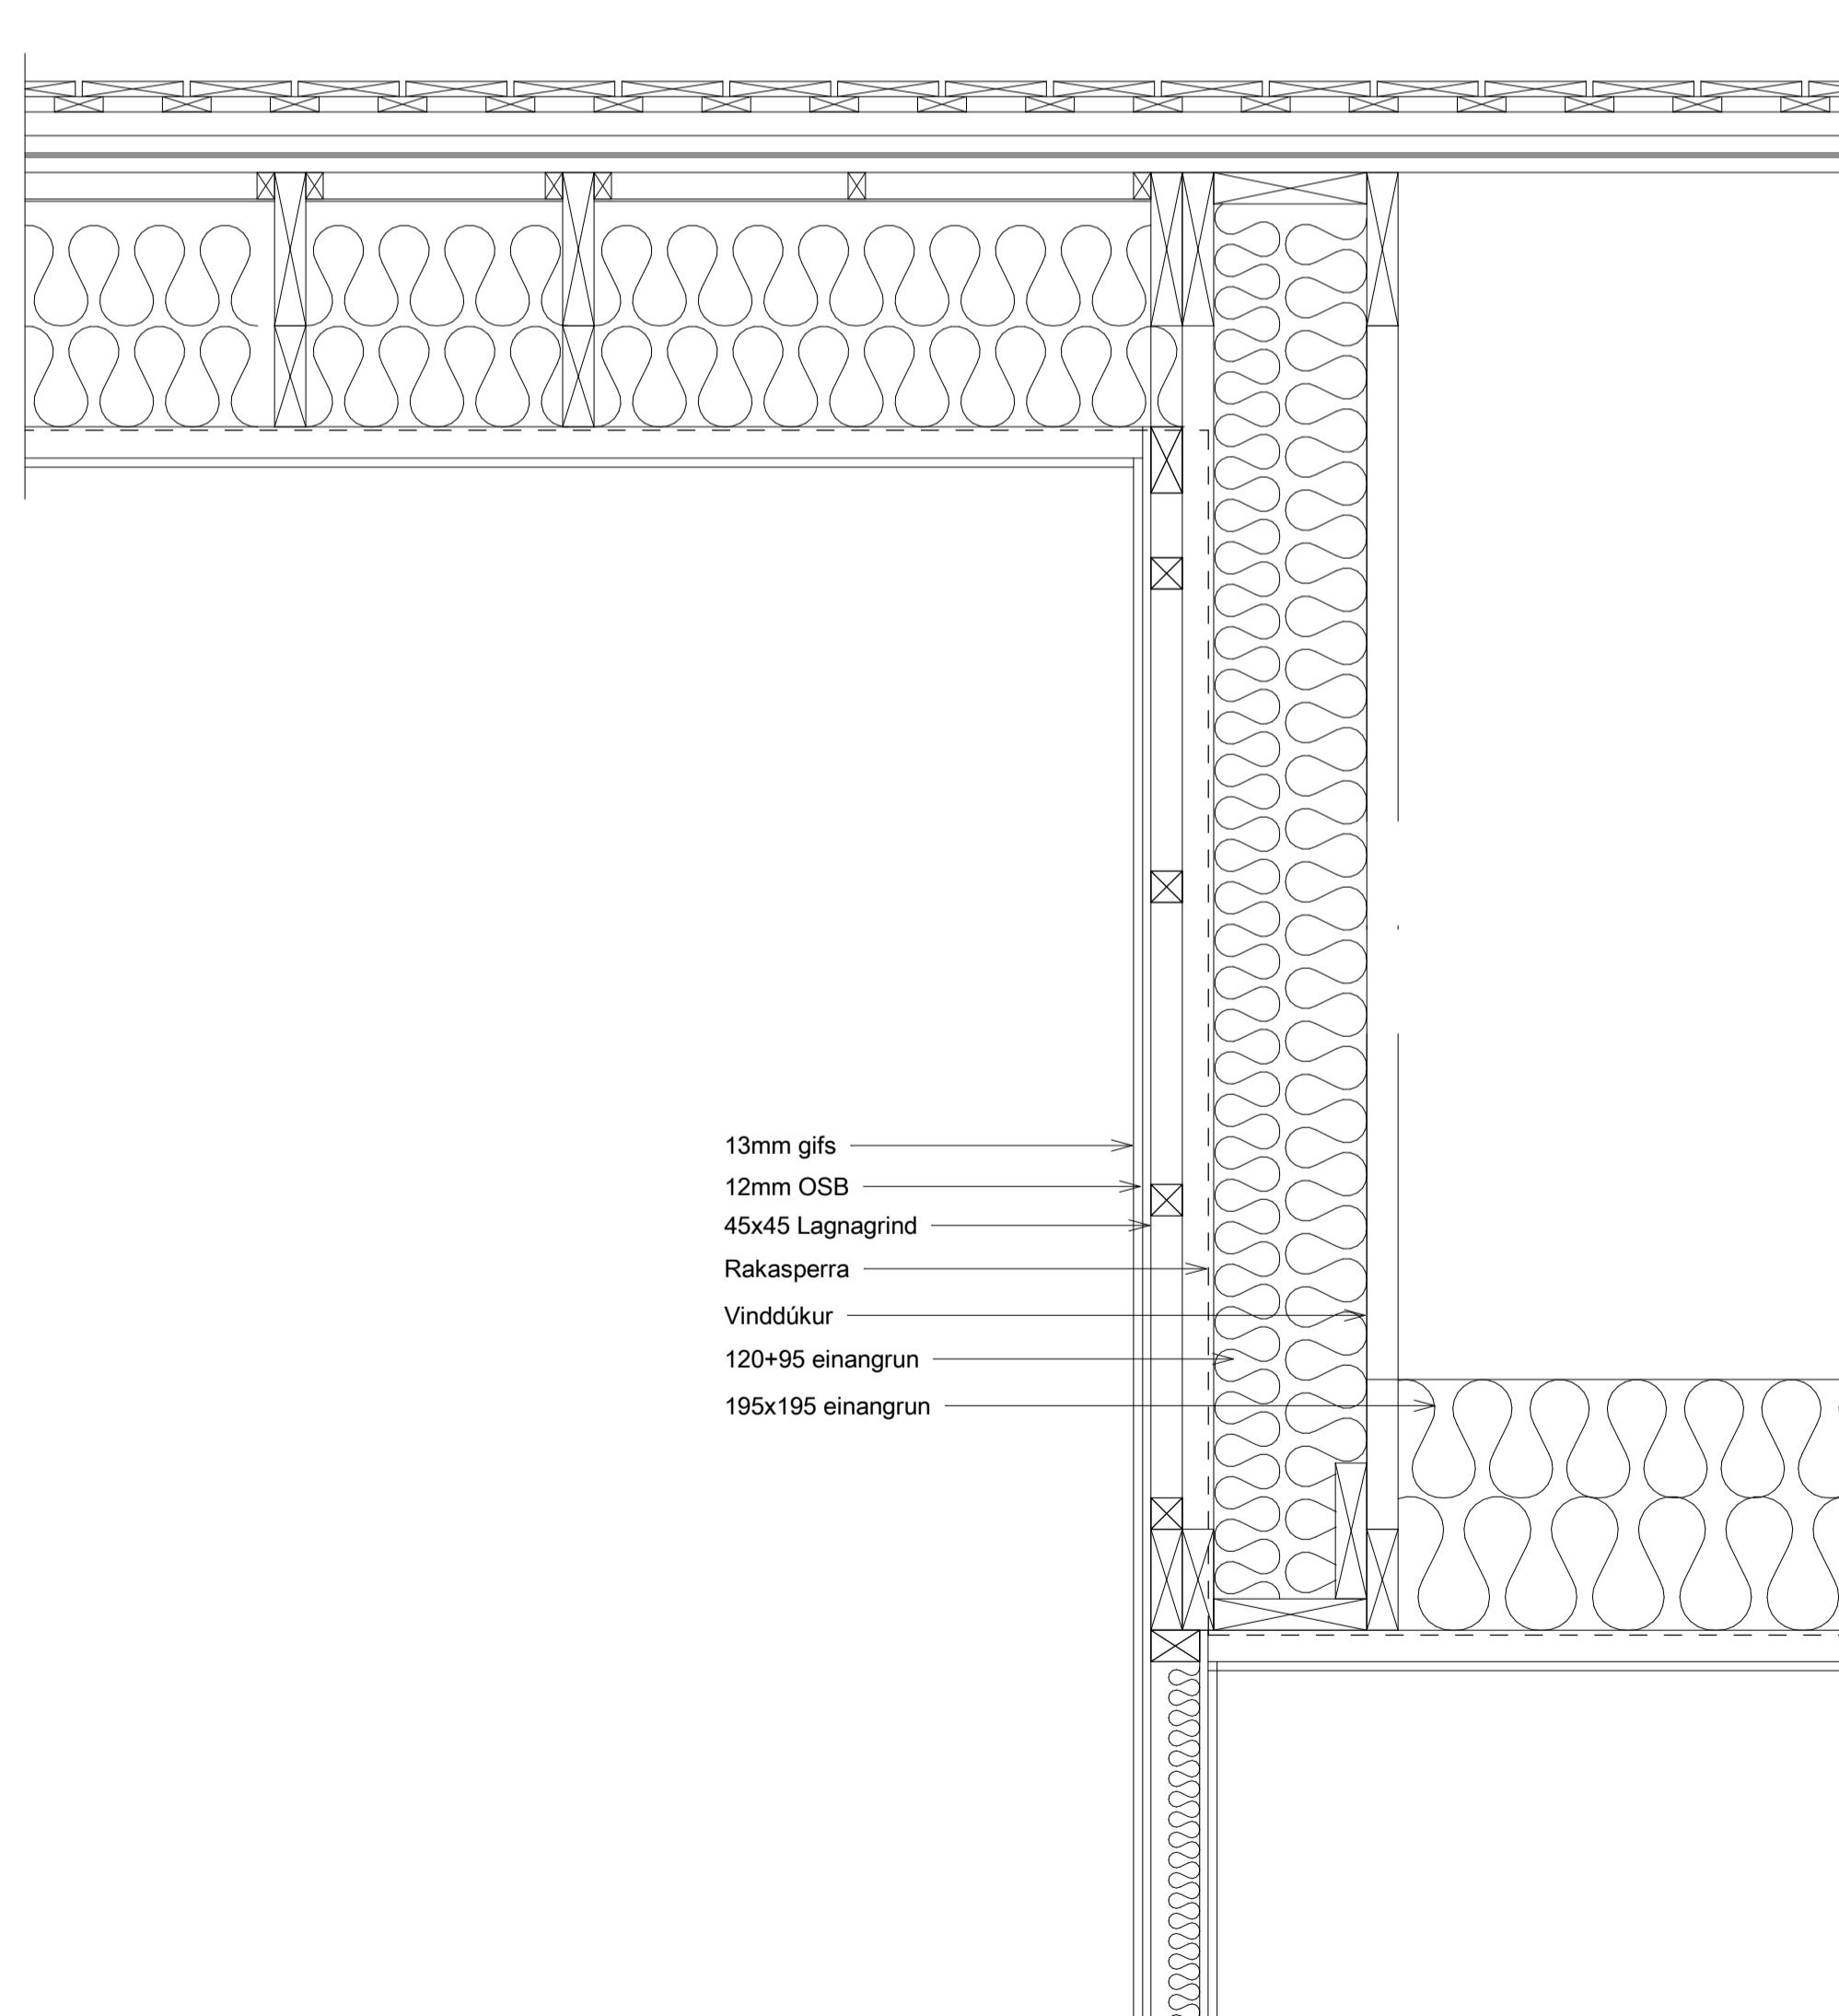 13mm gifs
12mm OSB
45x45 Lagnagrind
Rakasperra
Vinddúkur
120+95 einangrun
195x195 einangrun